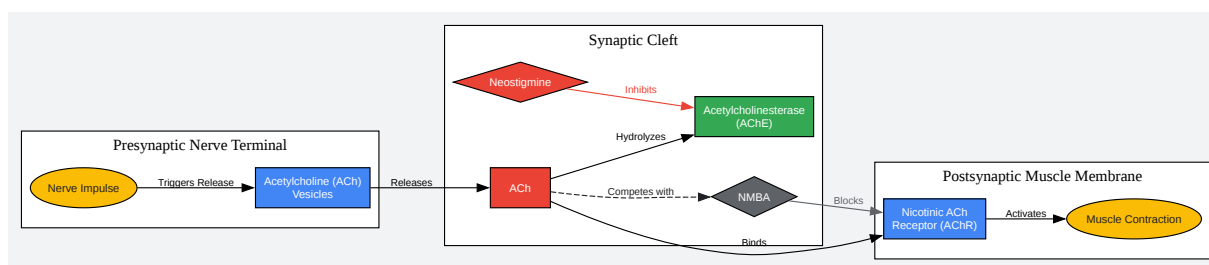 Synaptic Cleft
Neostigmine
Inhibits
Acetylcholinesterase
(AChE)
Presynaptic Nerve Terminal
Hydrolyzes
Nerve Impulse
Triggers Release
Acetylcholine (ACh)
Vesicles
Releases
ACh
Competes with
NMBA
Blocks
Binds
Postsynaptic Muscle Membrane
Nicotinic ACh
Receptor (AChR)
Activates
Muscle Contraction